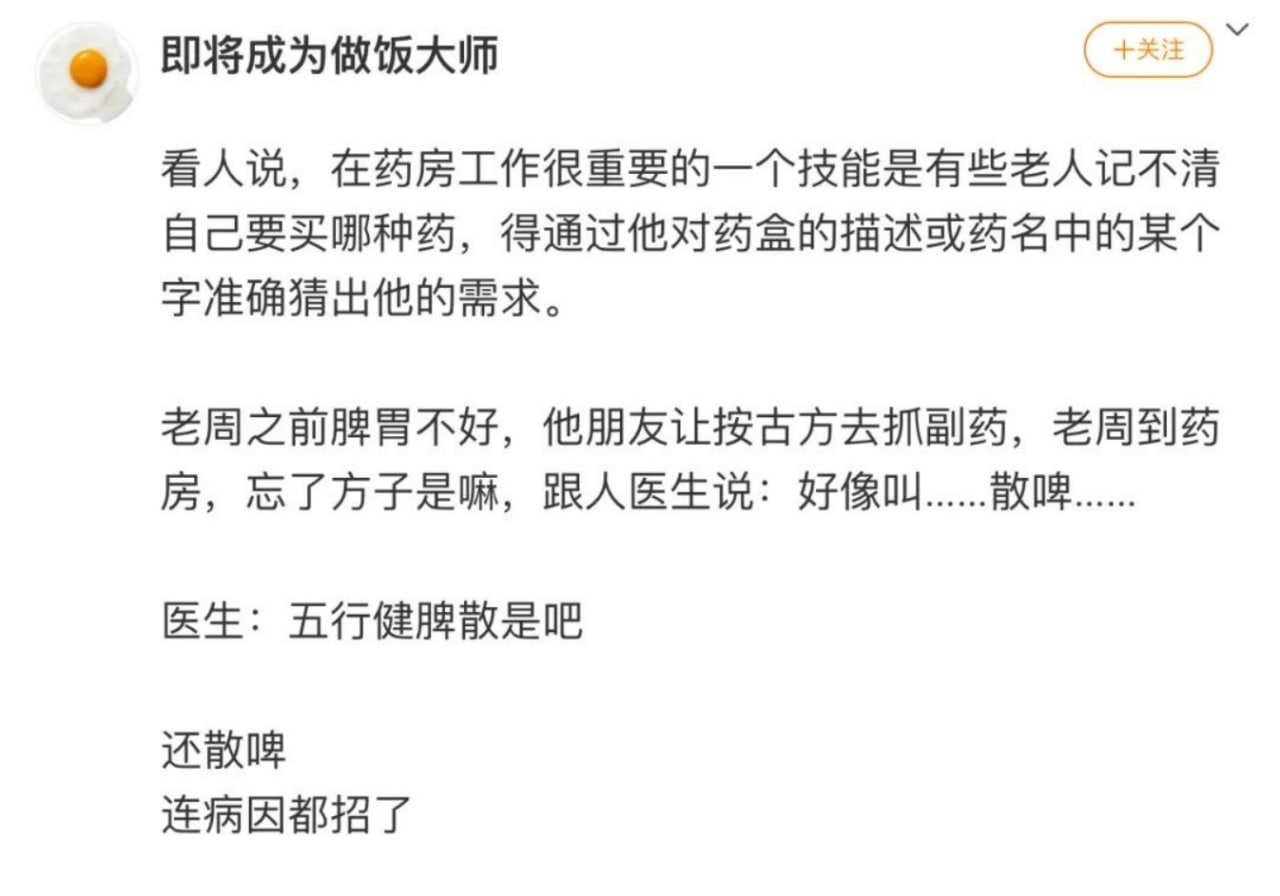 即将成为做饭大师
+关注
看人说，在药房工作很重要的一个技能是有些老人记不清
自己要买哪种药，得通过他对药盒的描述或药名中的某个
字准确猜出他的需求。
老周之前脾胃不好，他朋友让按古方去抓副药，老周到药
房，忘了方子是嘛，跟人医生说：好像叫......散啤......
医生：五行健脾散是吧
还散啤
连病因都招了